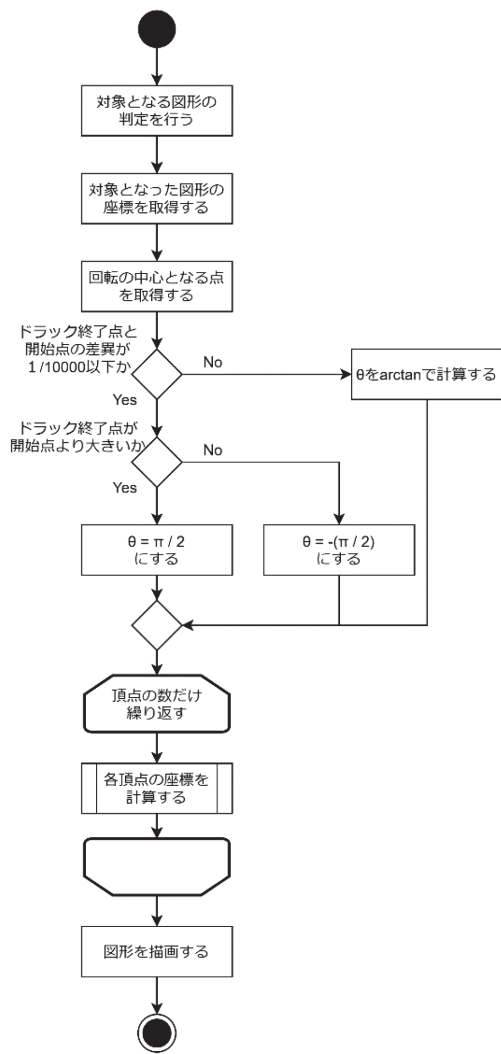 対象となる図形の
判定を行う
対象となった図形の
座標を取得する
回転の中心となる点
を取得する
ドラック終了点と
開始点の差異が
１/10000以下か
No
θをarctanで計算する
Yes
ドラック終了点が
開始点より大きいか
No
Yes
θ = π / 2
にする
θ = -(π / 2)
にする
頂点の数だけ
繰り返す
各頂点の座標を
計算する
図形を描画する